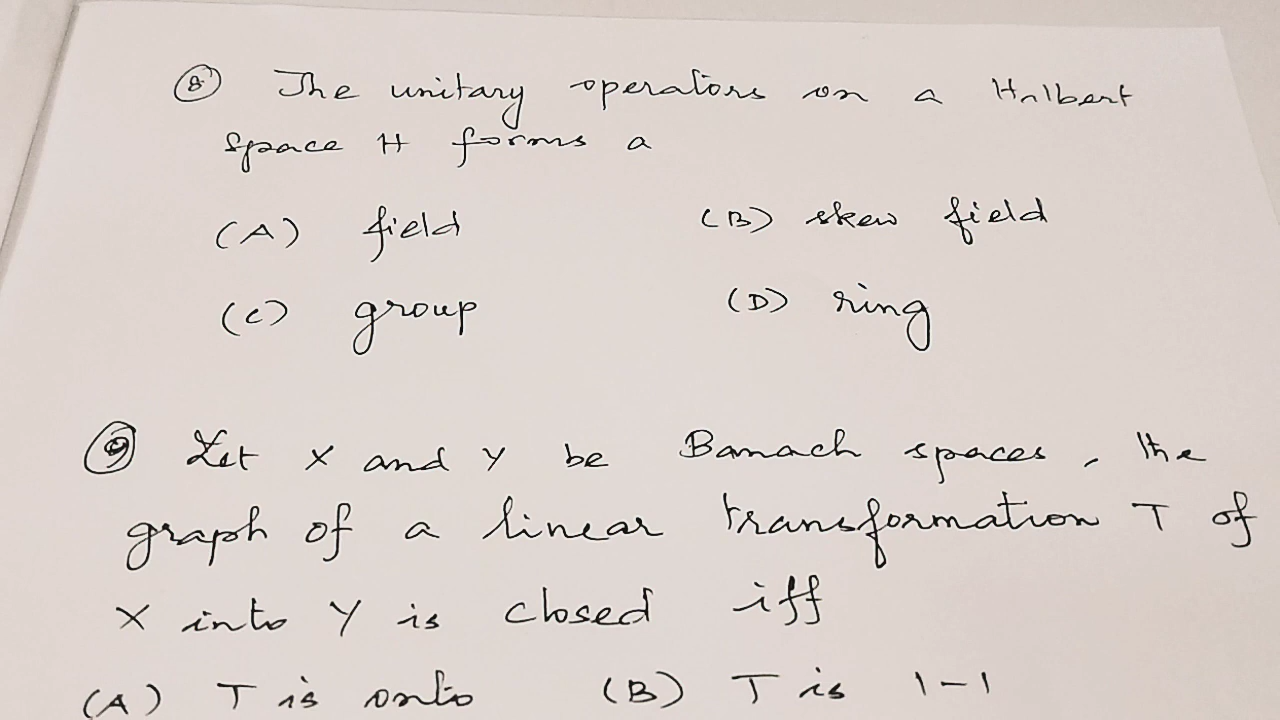 ⑧ The unitary operators on a Hilbert
space H forms a
(A) field (B) skew field
(C) group (D) ring
⑨ Let X and Y be Banach spaces, the
graph of a linear transformation T of
X into Y is closed iff
(A) T is onto (B) T is 1-1